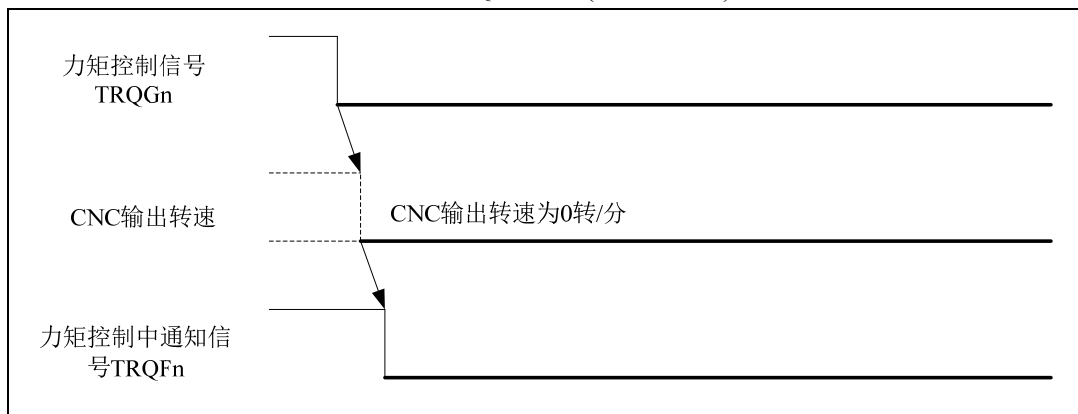 力矩控制信号
TRQGn
CNC输出转速
CNC输出转速为0转/分
力矩控制中通知信
号TRQFn